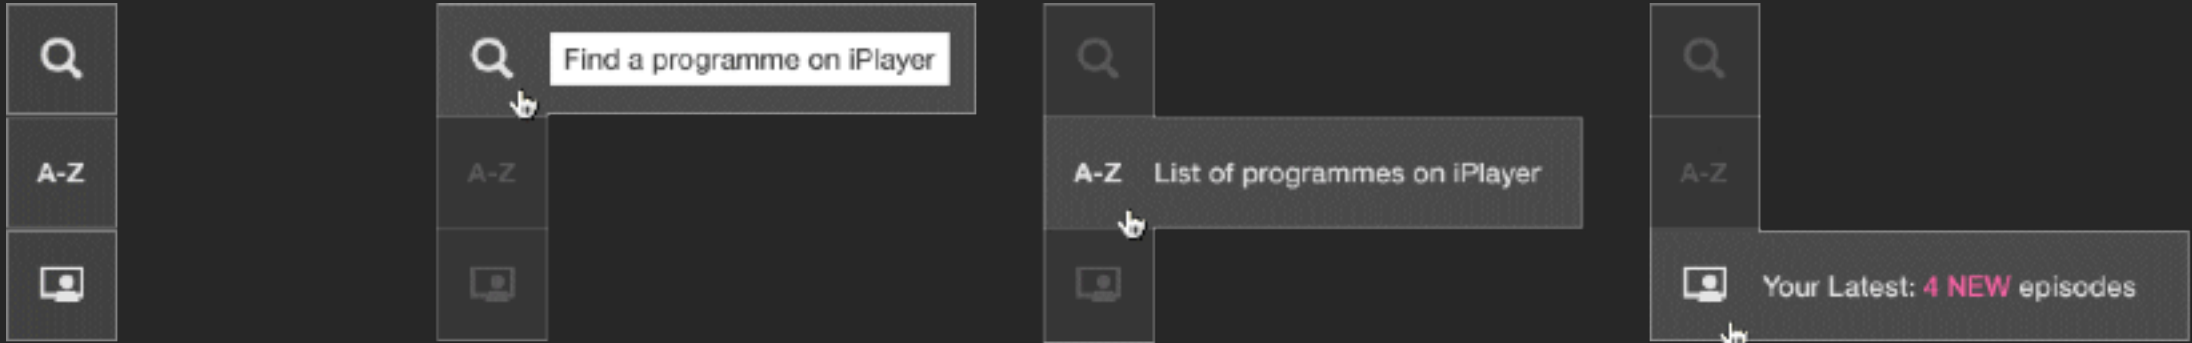 A-Z
Find a programme on iPlayer
A-Z
A-Z List of programmes on iPlayer
A-Z
Your Latest: 4 NEW episodes